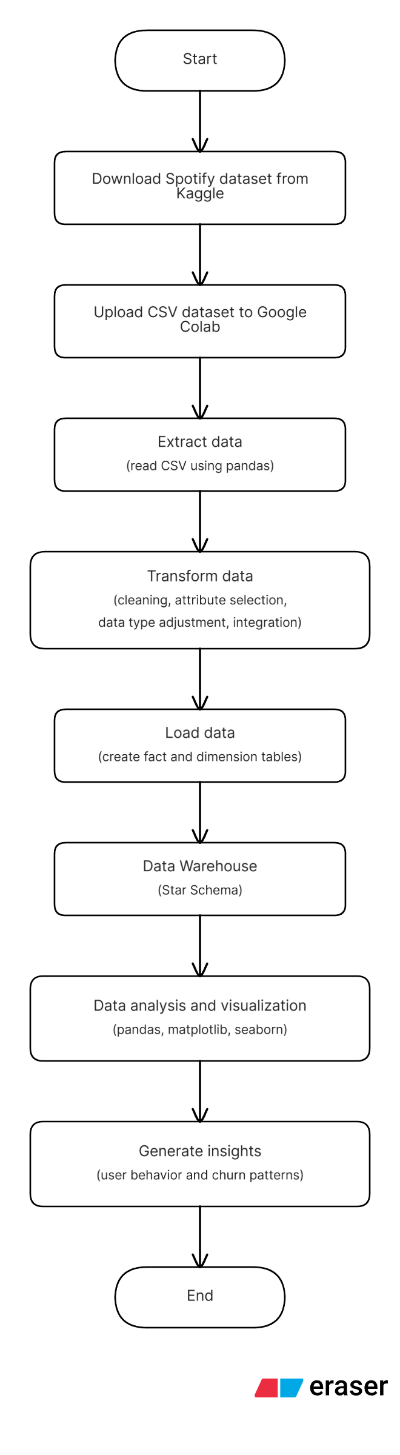 Start
Download Spotify dataset from
Kaggle
Upload CSV dataset to Google
Colab
Extract data
(read CSV using pandas)
Transform data
(cleaning, attribute selection,
data type adjustment, integration)
Load data
(create fact and dimension tables)
Data Warehouse
(Star Schema)
Data analysis and visualization
(pandas, matplotlib, seaborn)
Generate insights
(user behavior and churn patterns)
End
eraser